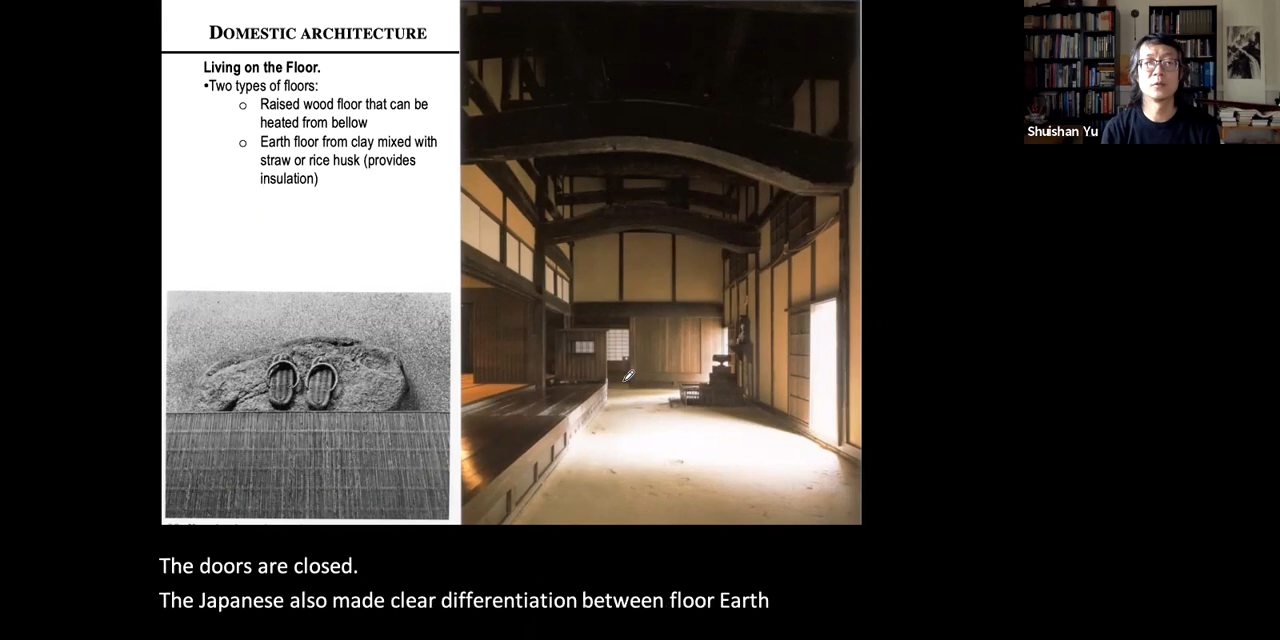 DOMESTIC ARCHITECTURE
Living on the Floor.
•Two types of floors:
o Raised wood floor that can be
heated from bellow
o Earth floor from clay mixed with
straw or rice husk (provides
insulation)
Shuishan Yu
The doors are closed.
The Japanese also made clear differentiation between floor Earth